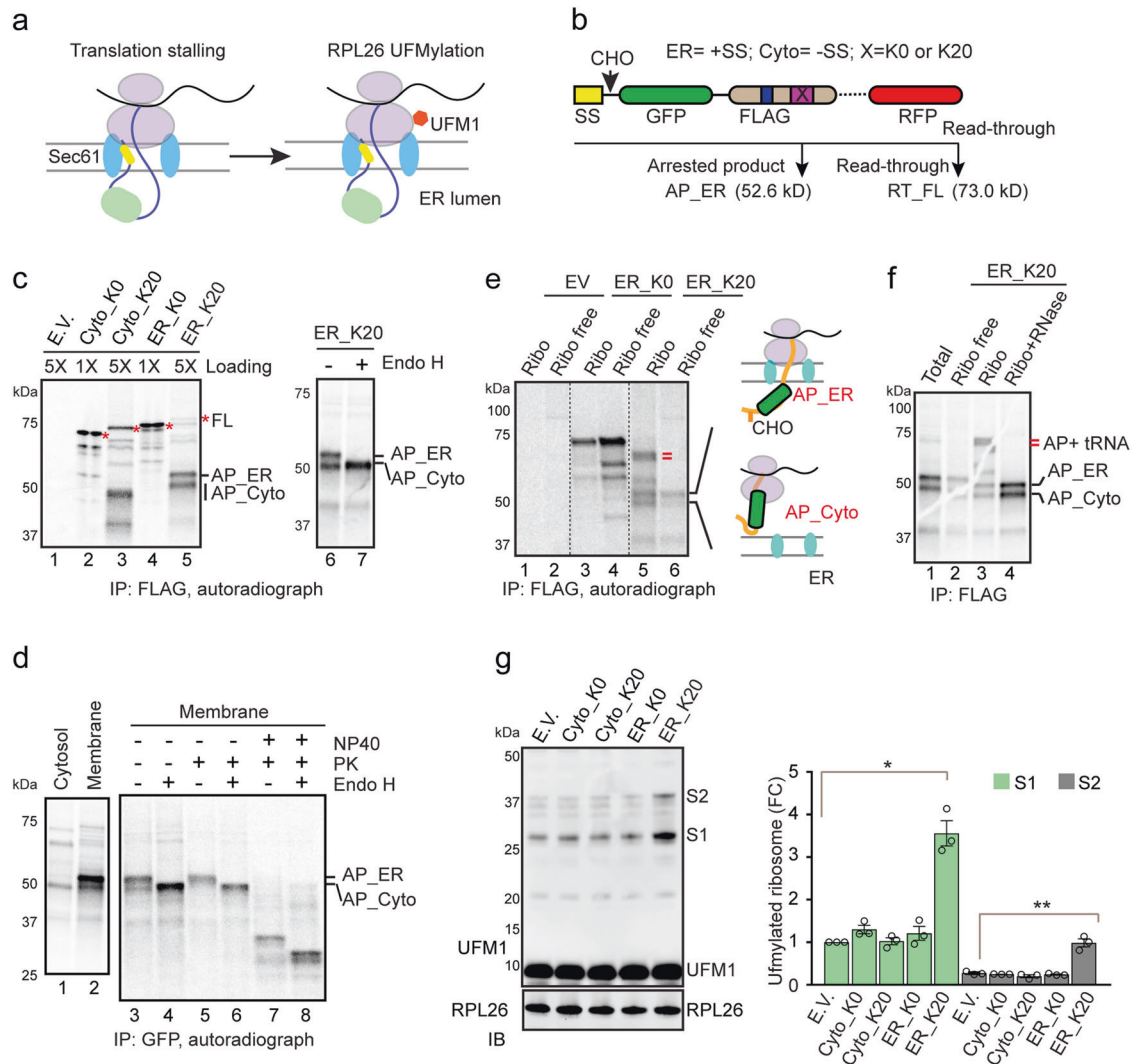 a
Translation stalling
RPL26 UFMylation
UFM1
Sec61
ER lumen
b
ER= +SS; Cyto= -SS; X=K0 or K20
CHO
X
SS
GFP
FLAG
RFP
Read-through
Arrested product
AP_ER (52.6 kD)
Read-through
RT_FL (73.0 kD)
c
E.V.
Cyto_K0
Cyto_K20
ER_K0
ER_K20
5X 1X 5X 1X 5X Loading
kDa
75
50
37
* * * *
*FL
AP_ER
AP_Cyto
1 2 3 4 5
ER_K20
- + Endo H
75
50
37
AP_ER
AP_Cyto
6 7
IP: FLAG, autoradiograph
e
EV ER_K0 ER_K20
Ribo
Ribo free
Ribo
Ribo free
Ribo
Ribo free
kDa
100
75
50
37
=
1 2 3 4 5 6
IP: FLAG, autoradiograph
AP_ER
CHO
AP_Cyto
ER
f
ER_K20
Total
Ribo free
Ribo
Ribo+RNase
kDa
100
75
50
37
= AP+ tRNA
AP_ER
AP_Cyto
1 2 3 4
IP: FLAG
d
Cytosol
Membrane
kDa
75
50
37
25
1 2
Membrane
- - - - + + NP40
- - + + + + PK
- + - + - + Endo H
AP_ER
AP_Cyto
3 4 5 6 7 8
IP: GFP, autoradiograph
g
E.V.
Cyto_K0
Cyto_K20
ER_K0
ER_K20
kDa
50
37
25
20
15
10
S2
S1
UFM1
UFM1
RPL26
RPL26
IB
Ufmylated ribosome (FC)
5
4
3
2
1
0
*
**
S1
S2
E.V.
Cyto_K0
Cyto_K20
ER_K0
ER_K20
E.V.
Cyto_K0
Cyto_K20
ER_K0
ER_K20